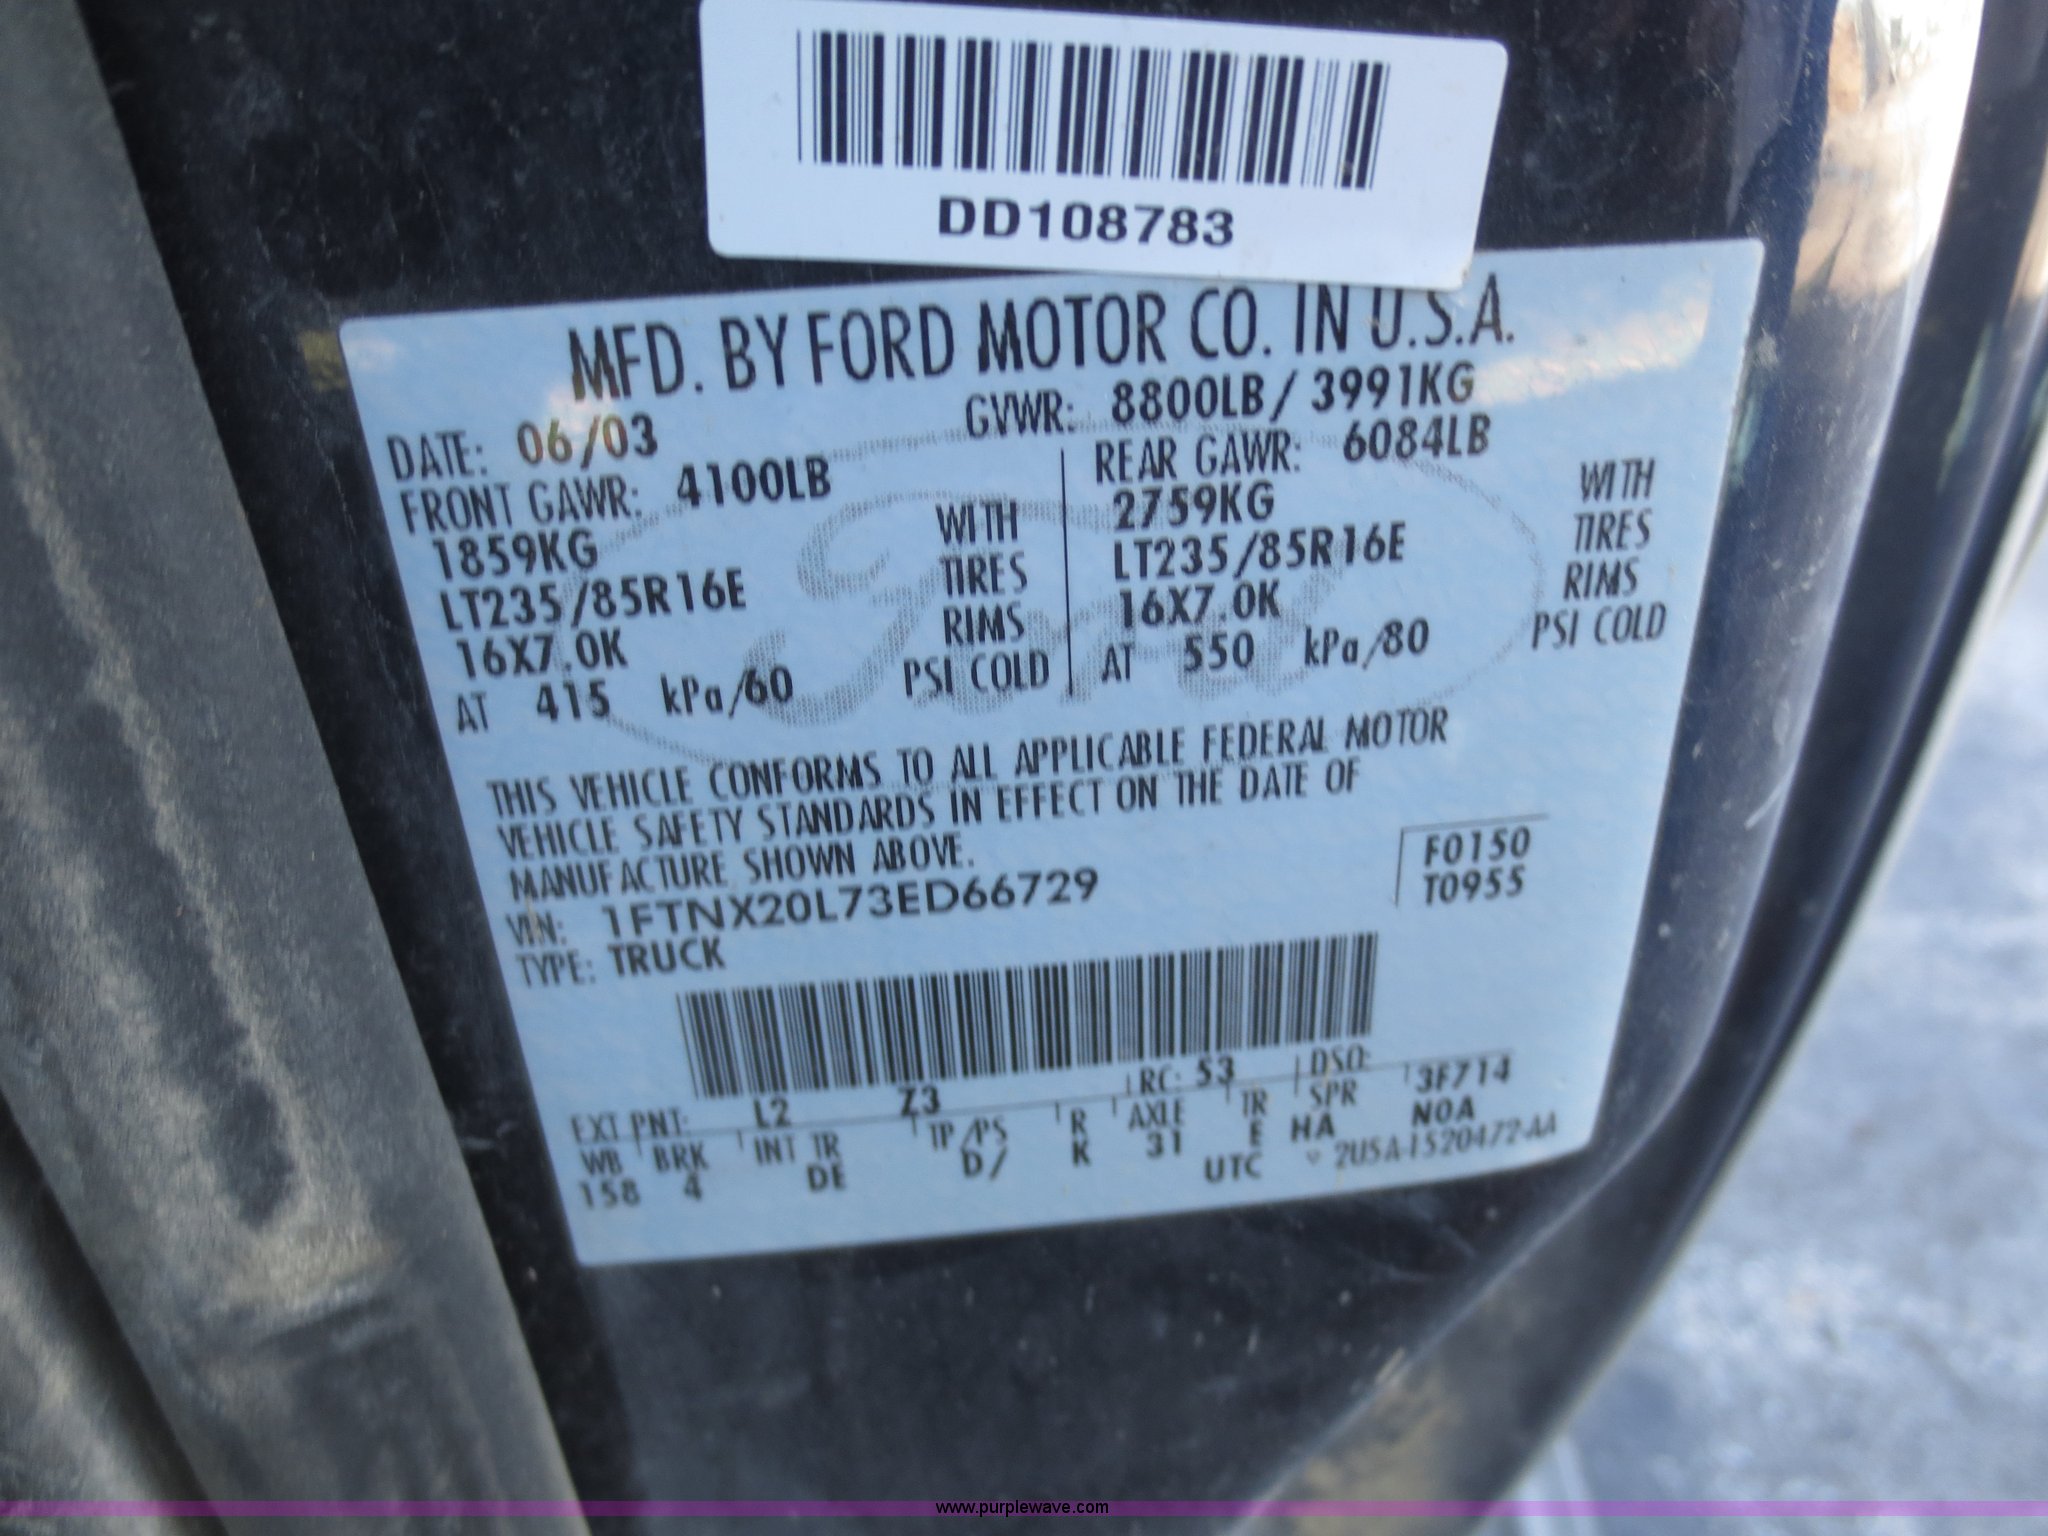 DD108783
MFD. BY FORD MOTOR CO. IN U.S.A.
DATE: 06/03 GVWR: 8800LB/ 3991KG
FRONT GAWR: 4100LB REAR GAWR: 6084LB
1859KG WITH 2759KG WITH
LT235/85R16E TIRES LT235/85R16E TIRES
16X7.0K RIMS 16X7.0K RIMS
AT 415 kPa/60 PSI COLD AT 550 kPa/80 PSI COLD
Ford
THIS VEHICLE CONFORMS TO ALL APPLICABLE FEDERAL MOTOR
VEHICLE SAFETY STANDARDS IN EFFECT ON THE DATE OF
MANUFACTURE SHOWN ABOVE.
VIN: 1FTNX20L73ED66729 F0150
TYPE: TRUCK T0955
EXT PNT: L2 Z3 RC: 53 DSO: 3F714
WB BRK INT TR TP/PS R AXLE TR SPR N0A
158 4 DE D/ K 31 E HA
UTC 2U5A-1520472-AA
www.purplewave.com